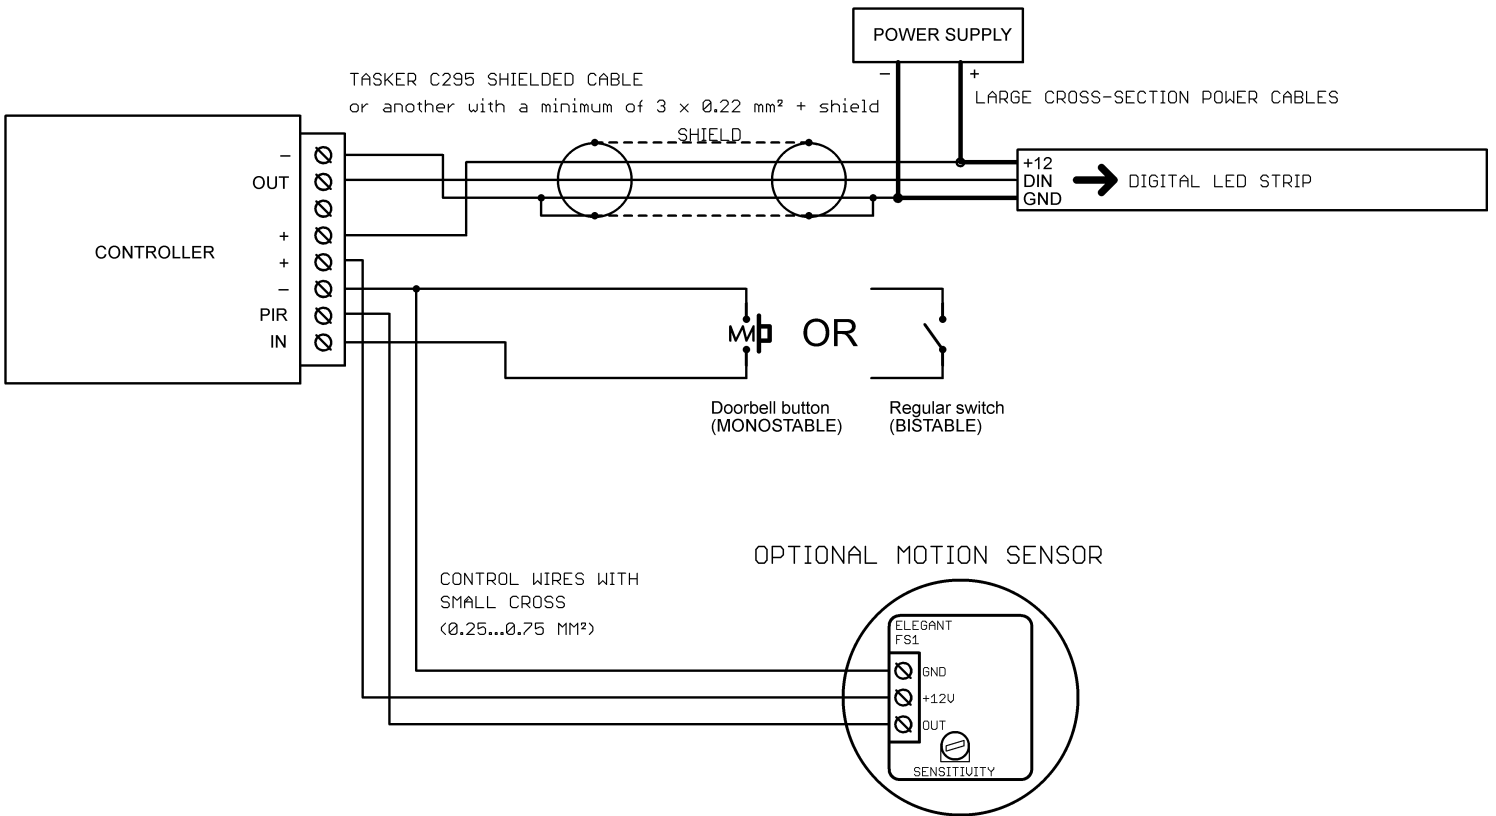 POWER SUPPLY
− +
TASKER C295 SHIELDED CABLE
or another with a minimum of 3 x 0.22 mm² + shield
LARGE CROSS-SECTION POWER CABLES
SHIELD
−
OUT
+
+
−
PIR
IN
CONTROLLER
+12
DIN
GND
DIGITAL LED STRIP
OR
Doorbell button
(MONOSTABLE)
Regular switch
(BISTABLE)
OPTIONAL MOTION SENSOR
CONTROL WIRES WITH
SMALL CROSS
(0.25...0.75 MM²)
ELEGANT
FS1
GND
+12V
OUT
SENSITIVITY